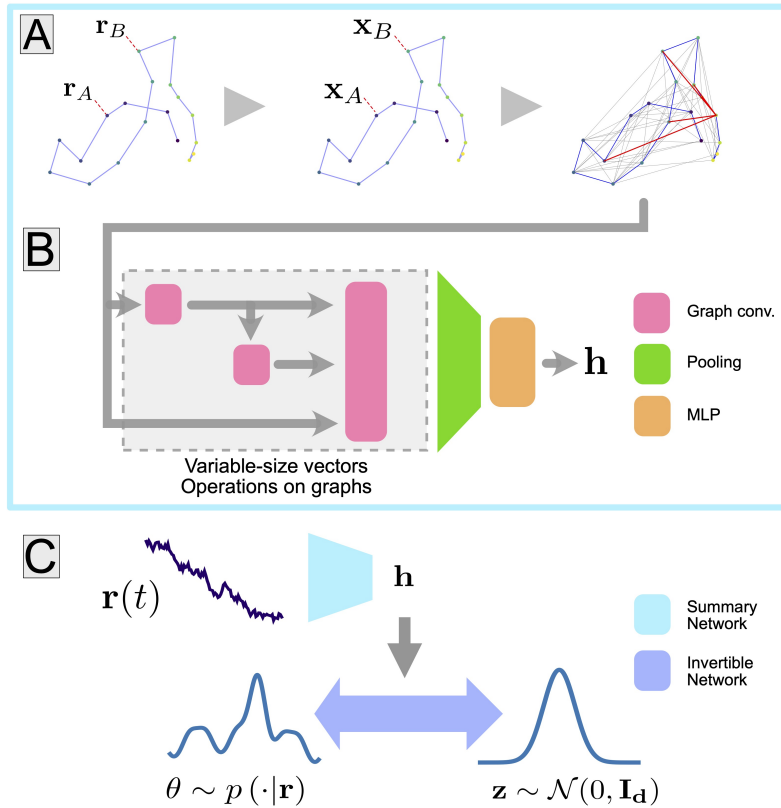 A
r_B
r_A
x_B
x_A
B
h
Graph conv.
Pooling
MLP
Variable-size vectors
Operations on graphs
C
r(t)
h
Summary
Network
Invertible
Network
θ ∼ p (·|r)
z ∼ 𝒩(0, I_d)